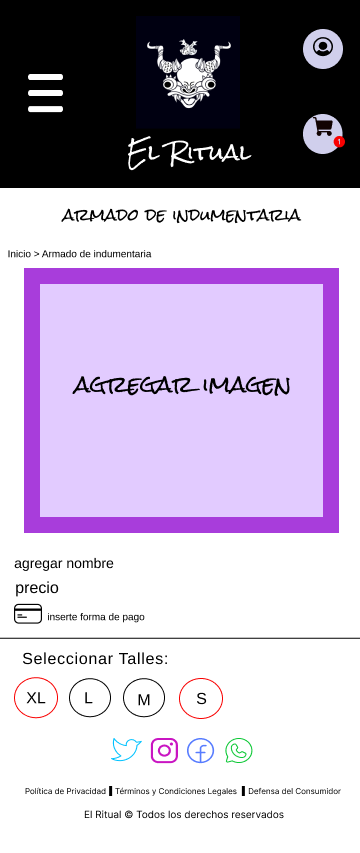 1
El Ritual
Armado de indumentaria
Inicio > Armado de indumentaria
Agregar imagen
agregar nombre
precio
inserte forma de pago
Seleccionar Talles:
XL L M S
Política de Privacidad Términos y Condiciones Legales Defensa del Consumidor
El Ritual © Todos los derechos reservados